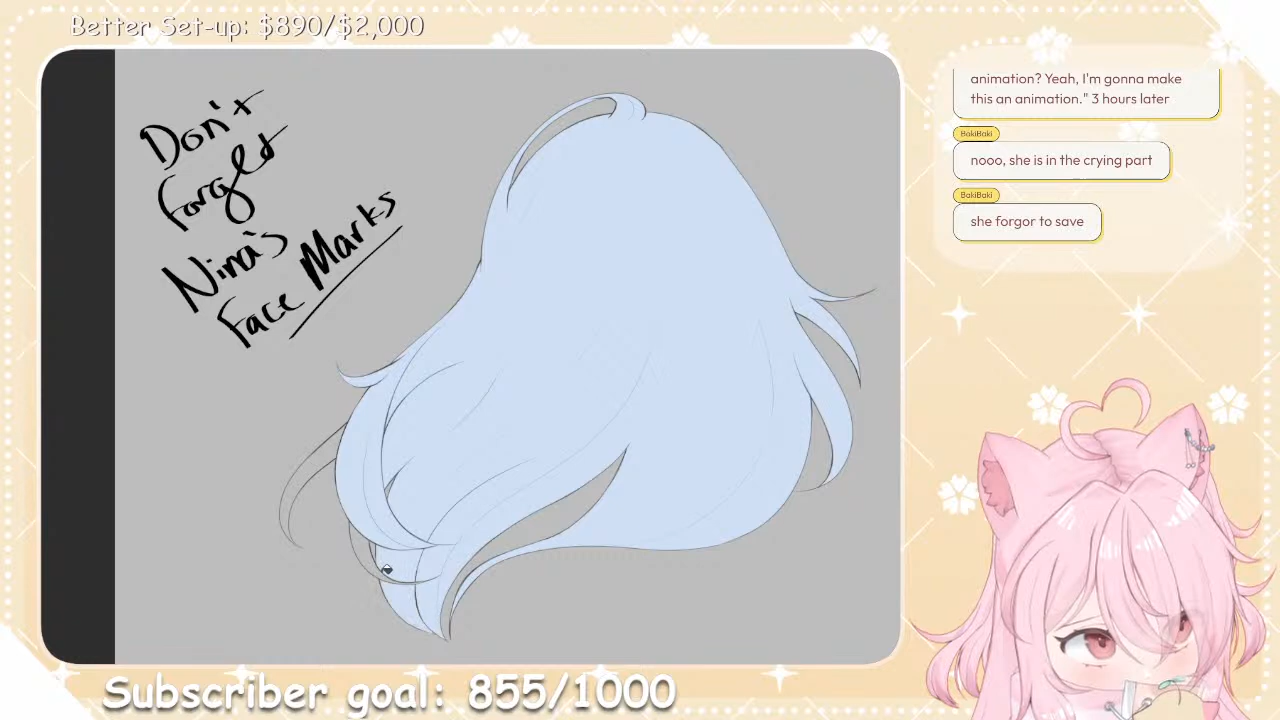 Better Set-up: $890/$2,000
Don't
forget
Nina's
Face Marks
animation? Yeah, I'm gonna make
this an animation." 3 hours later
BakiBaki
nooo, she is in the crying part
BakiBaki
she forgor to save
Subscriber goal: 855/1000